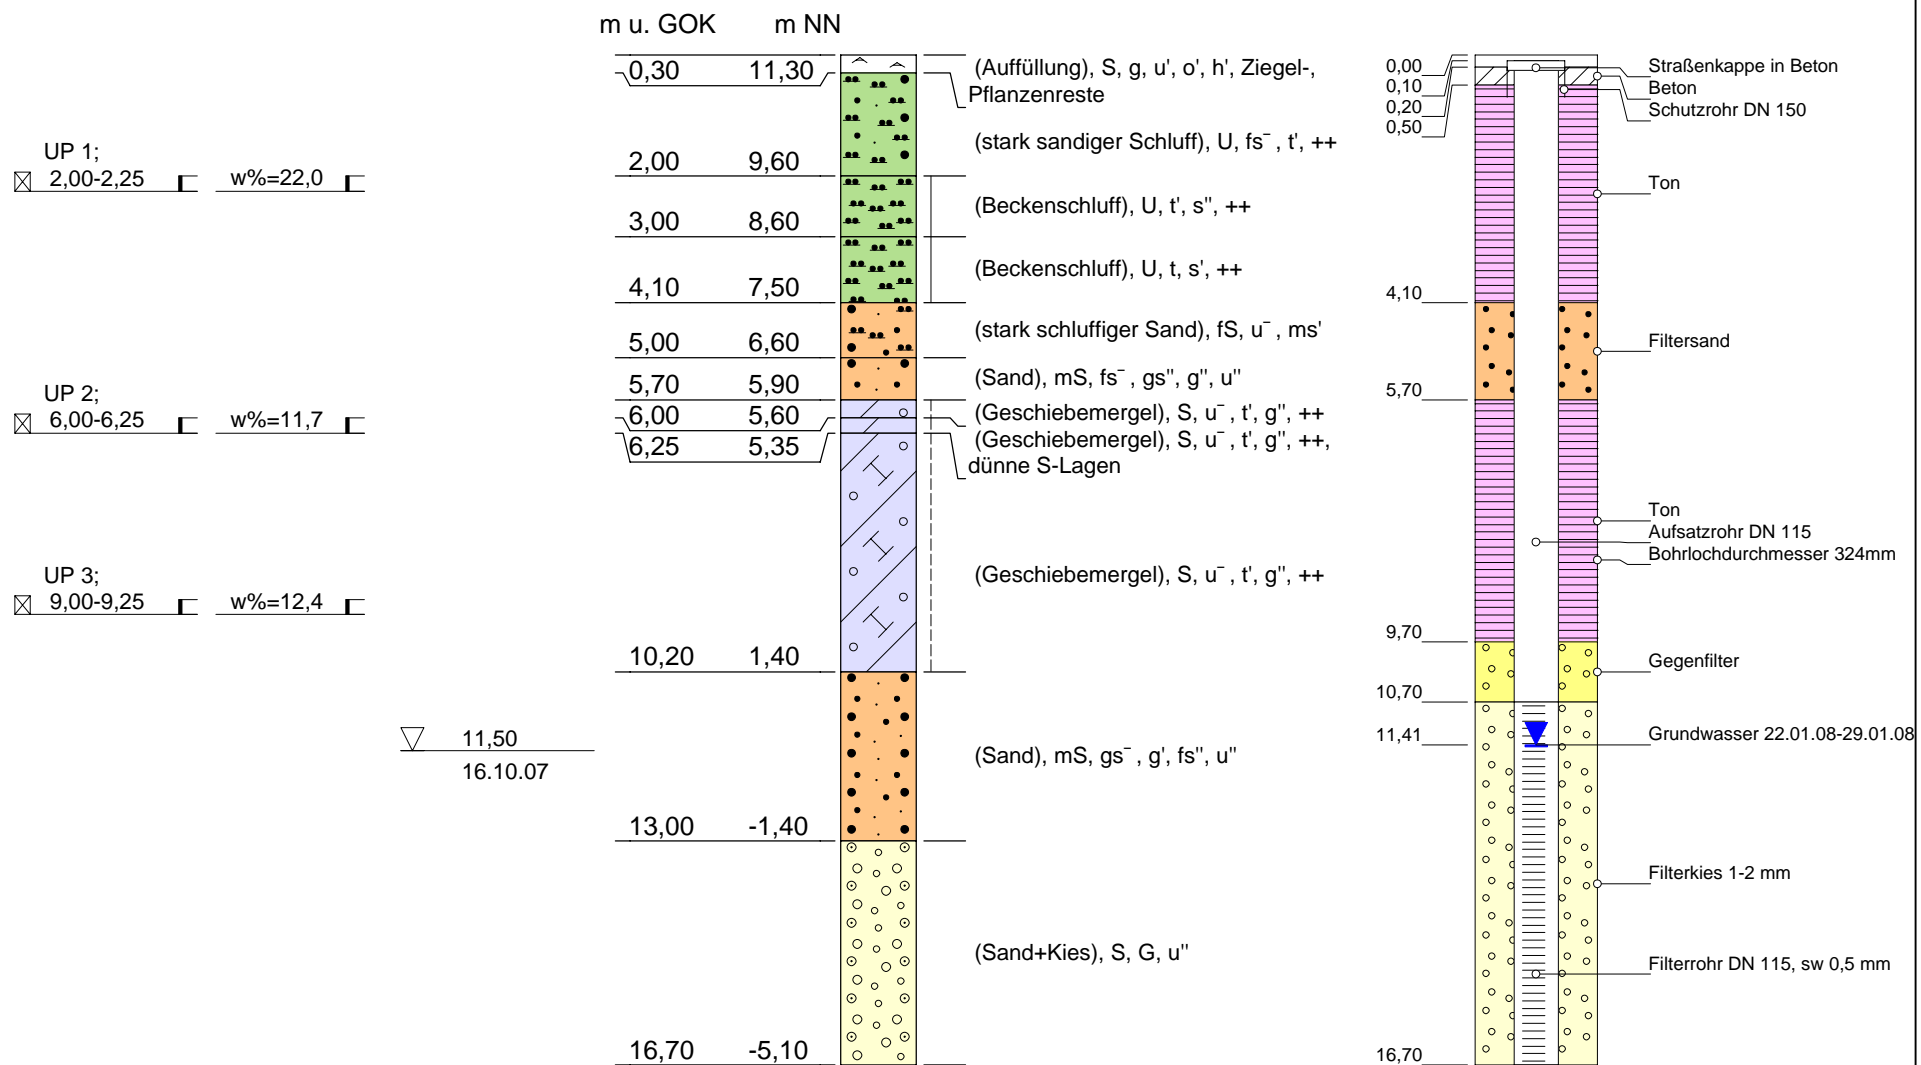 m u. GOK m NN
0,30 11,30
(Auffüllung), S, g, u', o', h', Ziegel-,
Pflanzenreste
(stark sandiger Schluff), U, fs‾, t', ++
2,00 9,60
UP 1;
2,00-2,25 w%=22,0
(Beckenschluff), U, t', s'', ++
3,00 8,60
(Beckenschluff), U, t, s', ++
4,10 7,50
(stark schluffiger Sand), fS, u‾, ms'
5,00 6,60
(Sand), mS, fs‾, gs'', g'', u''
5,70 5,90
UP 2;
6,00-6,25 w%=11,7
6,00 5,60
(Geschiebemergel), S, u‾, t', g'', ++
6,25 5,35
(Geschiebemergel), S, u‾, t', g'', ++,
dünne S-Lagen
UP 3;
9,00-9,25 w%=12,4
(Geschiebemergel), S, u‾, t', g'', ++
10,20 1,40
11,50
16.10.07
(Sand), mS, gs‾, g', fs'', u''
13,00 -1,40
(Sand+Kies), S, G, u''
16,70 -5,10
0,00
0,10
0,20
0,50
Straßenkappe in Beton
Beton
Schutzrohr DN 150
Ton
4,10
Filtersand
5,70
Ton
Aufsatzrohr DN 115
Bohrlochdurchmesser 324mm
9,70
Gegenfilter
10,70
11,41
Grundwasser 22.01.08-29.01.08
Filterkies 1-2 mm
Filterrohr DN 115, sw 0,5 mm
16,70